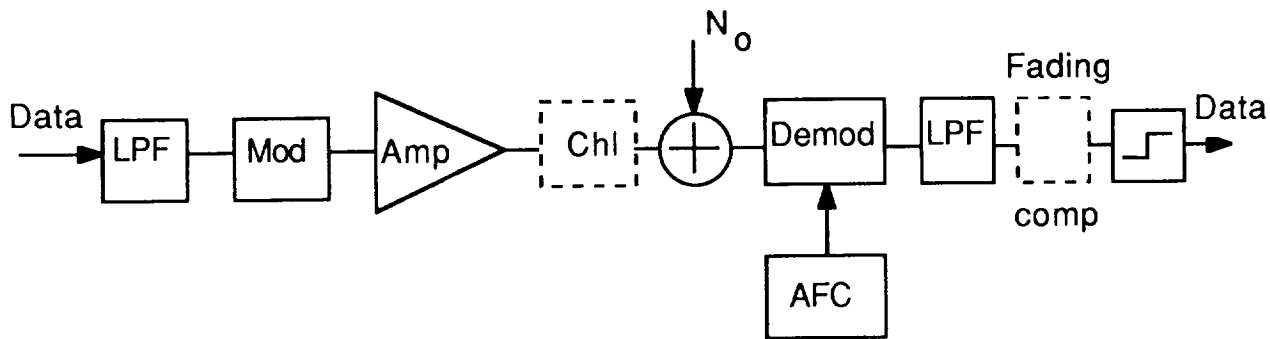 Data
LPF
Mod
Amp
Chl
N o
Demod
AFC
LPF
Fading
comp
Data